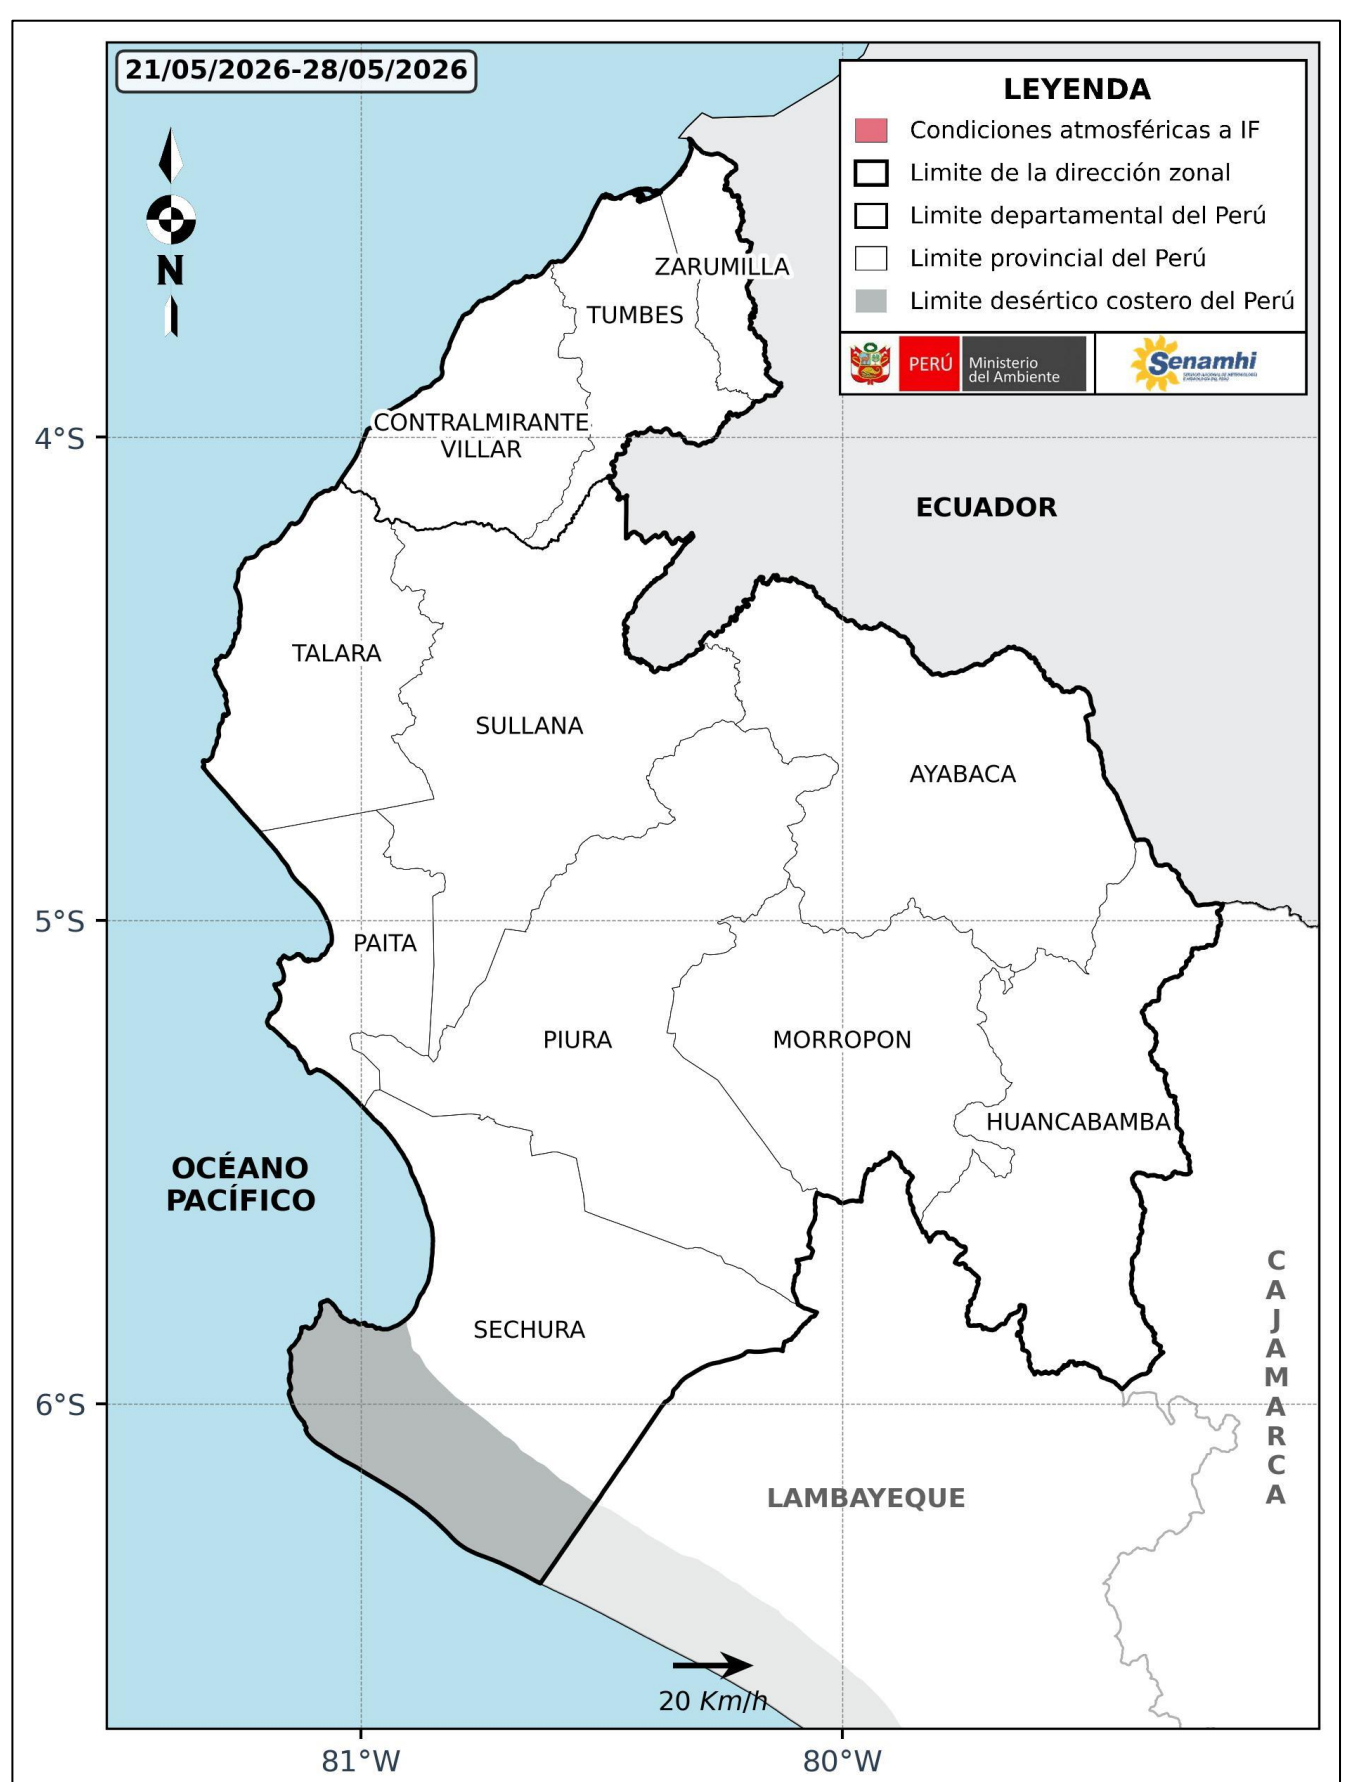 21/05/2026-28/05/2026
LEYENDA
Condiciones atmosféricas a IF
Limite de la dirección zonal
Limite departamental del Perú
Limite provincial del Perú
Limite desértico costero del Perú
PERÚ
Ministerio
del Ambiente
Senamhi
N
ZARUMILLA
TUMBES
CONTRALMIRANTE
VILLAR
4°S
ECUADOR
TALARA
SULLANA
AYABACA
5°S
PAITA
PIURA
MORROPON
HUANCABAMBA
OCÉANO
PACÍFICO
SECHURA
6°S
C
A
J
A
M
A
R
C
A
LAMBAYEQUE
20 Km/h
81°W
80°W